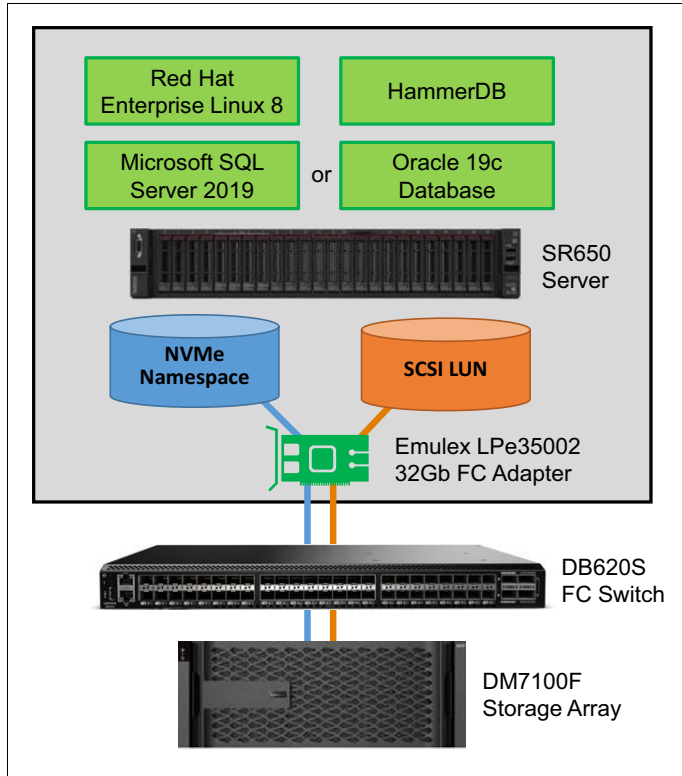 Red Hat
Enterprise Linux 8
HammerDB
Microsoft SQL
Server 2019
or
Oracle 19c
Database
SR650
Server
NVMe
Namespace
SCSI LUN
Emulex LPe35002
32Gb FC Adapter
DB620S
FC Switch
DM7100F
Storage Array